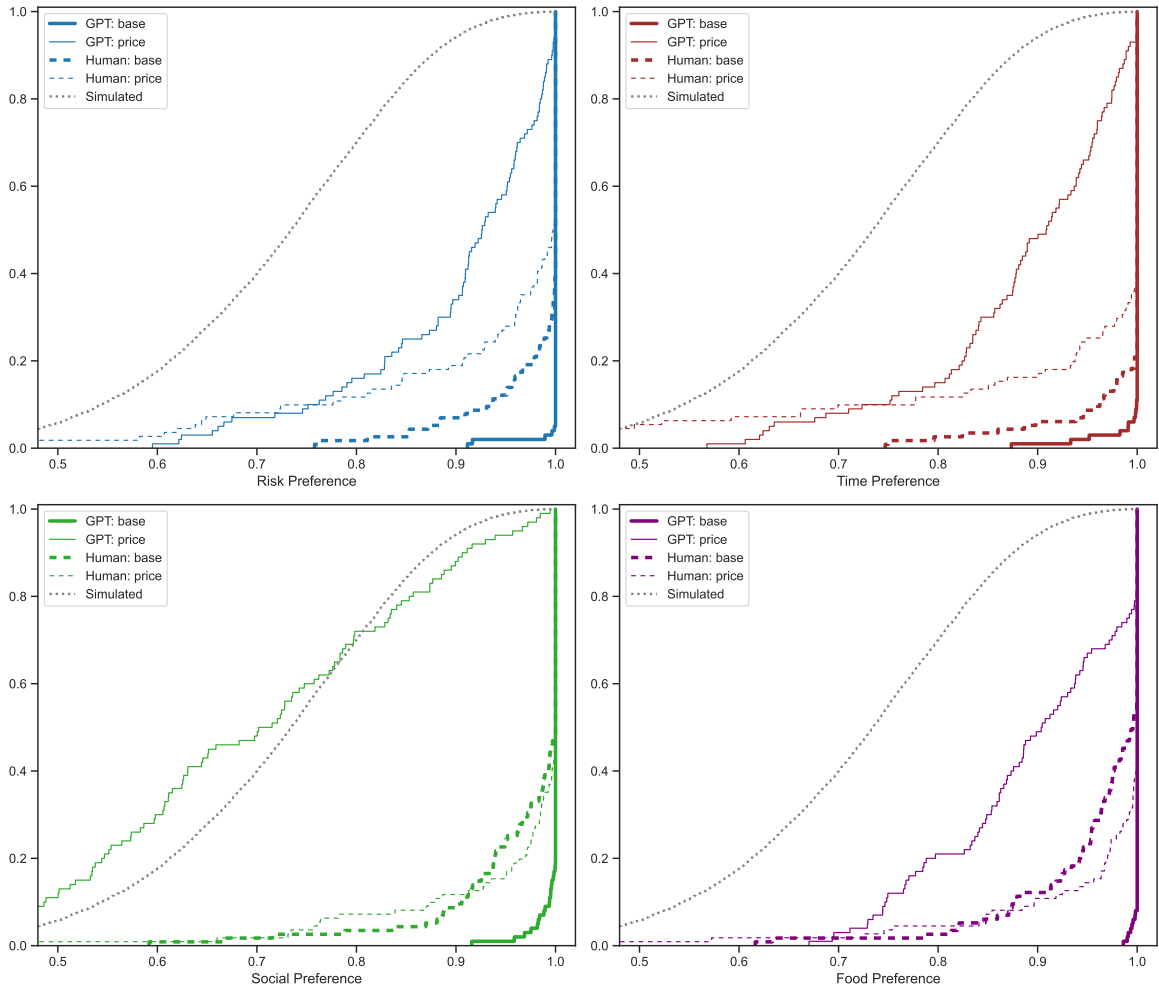 1.0
0.8
0.6
0.4
0.2
0.0
GPT: base
GPT: price
Human: base
Human: price
Simulated
0.5 0.6 0.7 0.8 0.9 1.0
Risk Preference
1.0
0.8
0.6
0.4
0.2
0.0
GPT: base
GPT: price
Human: base
Human: price
Simulated
0.5 0.6 0.7 0.8 0.9 1.0
Time Preference
1.0
0.8
0.6
0.4
0.2
0.0
GPT: base
GPT: price
Human: base
Human: price
Simulated
0.5 0.6 0.7 0.8 0.9 1.0
Social Preference
1.0
0.8
0.6
0.4
0.2
0.0
GPT: base
GPT: price
Human: base
Human: price
Simulated
0.5 0.6 0.7 0.8 0.9 1.0
Food Preference